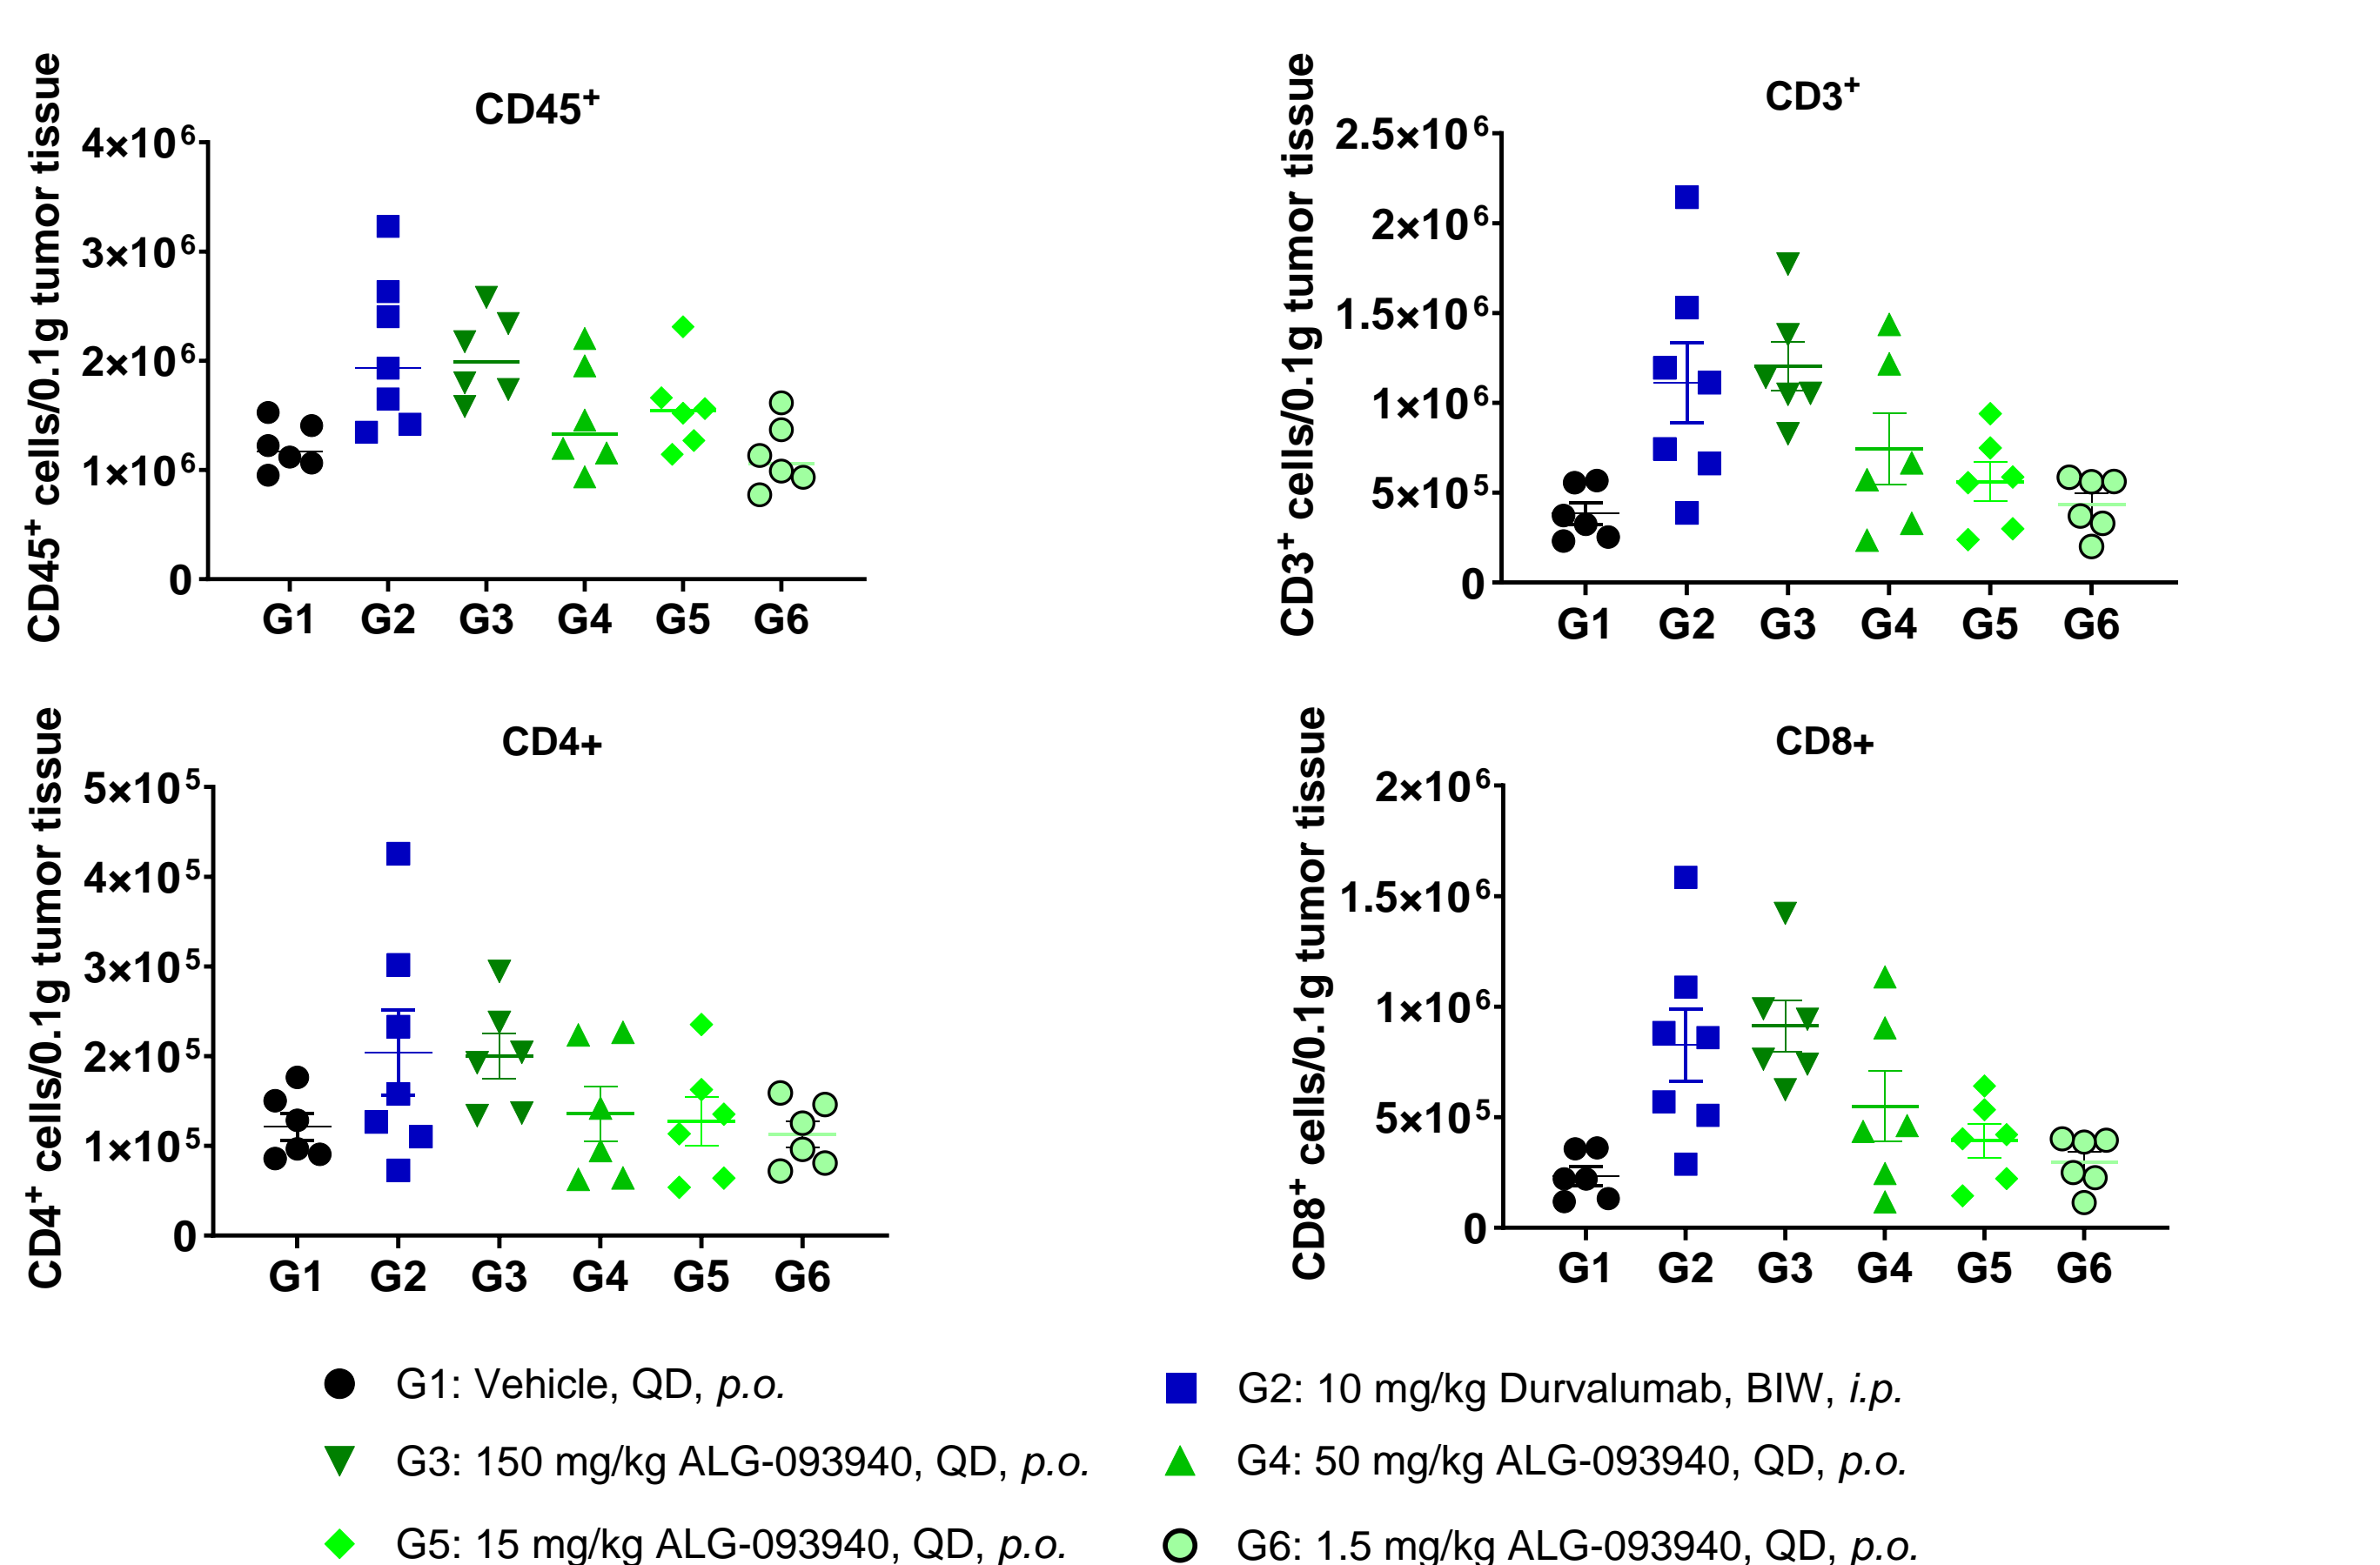 CD45⁺
CD45⁺ cells/0.1g tumor tissue
4×10⁶
3×10⁶
2×10⁶
1×10⁶
0
G1 G2 G3 G4 G5 G6
CD3⁺
CD3⁺ cells/0.1g tumor tissue
2.5×10⁶
2×10⁶
1.5×10⁶
1×10⁶
5×10⁵
0
G1 G2 G3 G4 G5 G6
CD4+
CD4⁺ cells/0.1g tumor tissue
5×10⁵
4×10⁵
3×10⁵
2×10⁵
1×10⁵
0
G1 G2 G3 G4 G5 G6
CD8+
CD8⁺ cells/0.1g tumor tissue
2×10⁶
1.5×10⁶
1×10⁶
5×10⁵
0
G1 G2 G3 G4 G5 G6
G1: Vehicle, QD, p.o.
G2: 10 mg/kg Durvalumab, BIW, i.p.
G3: 150 mg/kg ALG-093940, QD, p.o.
G4: 50 mg/kg ALG-093940, QD, p.o.
G5: 15 mg/kg ALG-093940, QD, p.o.
G6: 1.5 mg/kg ALG-093940, QD, p.o.